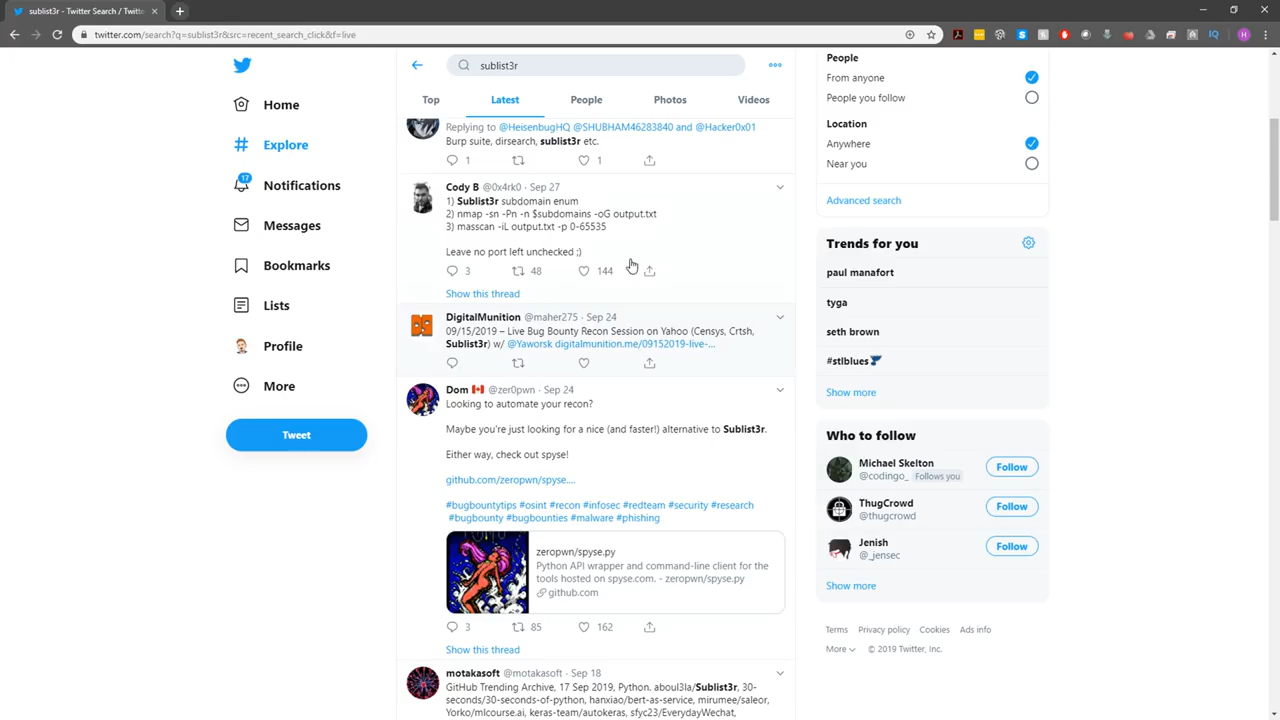 sublist3r - Twitter Search / Twitte
twitter.com/search?q=sublist3r&src=recent_search_click&f=live
H
Home
Explore
17
Notifications
Messages
Bookmarks
Lists
Profile
More
Tweet
sublist3r
Top
Latest
People
Photos
Videos
Replying to @HeisenbugHQ @SHUBHAM46283840 and @Hacker0x01
Burp suite, dirsearch, sublist3r etc.
1
1
Cody B @0x4rk0 · Sep 27
1) Sublist3r subdomain enum
2) nmap -sn -Pn -n $subdomains -oG output.txt
3) masscan -iL output.txt -p 0-65535
Leave no port left unchecked ;)
3
48
144
Show this thread
DigitalMunition @maher275 · Sep 24
09/15/2019 – Live Bug Bounty Recon Session on Yahoo (Censys, Crtsh,
Sublist3r) w/ @Yaworsk digitalmunition.me/09152019-live-...
Dom @zer0pwn · Sep 24
Looking to automate your recon?
Maybe you're just looking for a nice (and faster!) alternative to Sublist3r.
Either way, check out spyse!
github.com/zeropwn/spyse....
#bugbountytips #osint #recon #infosec #redteam #security #research
#bugbounty #bugbounties #malware #phishing
zeropwn/spyse.py
Python API wrapper and command-line client for the
tools hosted on spyse.com. - zeropwn/spyse.py
github.com
3
85
162
Show this thread
motakasoft @motakasoft · Sep 18
GitHub Trending Archive, 17 Sep 2019, Python. aboul3la/Sublist3r, 30-
seconds/30-seconds-of-python, hanxiao/bert-as-service, mirumee/saleor,
Yorko/mlcourse.ai, keras-team/autokeras, sfyc23/EverydayWechat,
People
From anyone
People you follow
Location
Anywhere
Near you
Advanced search
Trends for you
paul manafort
tyga
seth brown
#stlblues
Show more
Who to follow
Michael Skelton
@codingo_ Follows you
Follow
ThugCrowd
@thugcrowd
Follow
Jenish
@_jensec
Follow
Show more
Terms Privacy policy Cookies Ads info
More © 2019 Twitter, Inc.